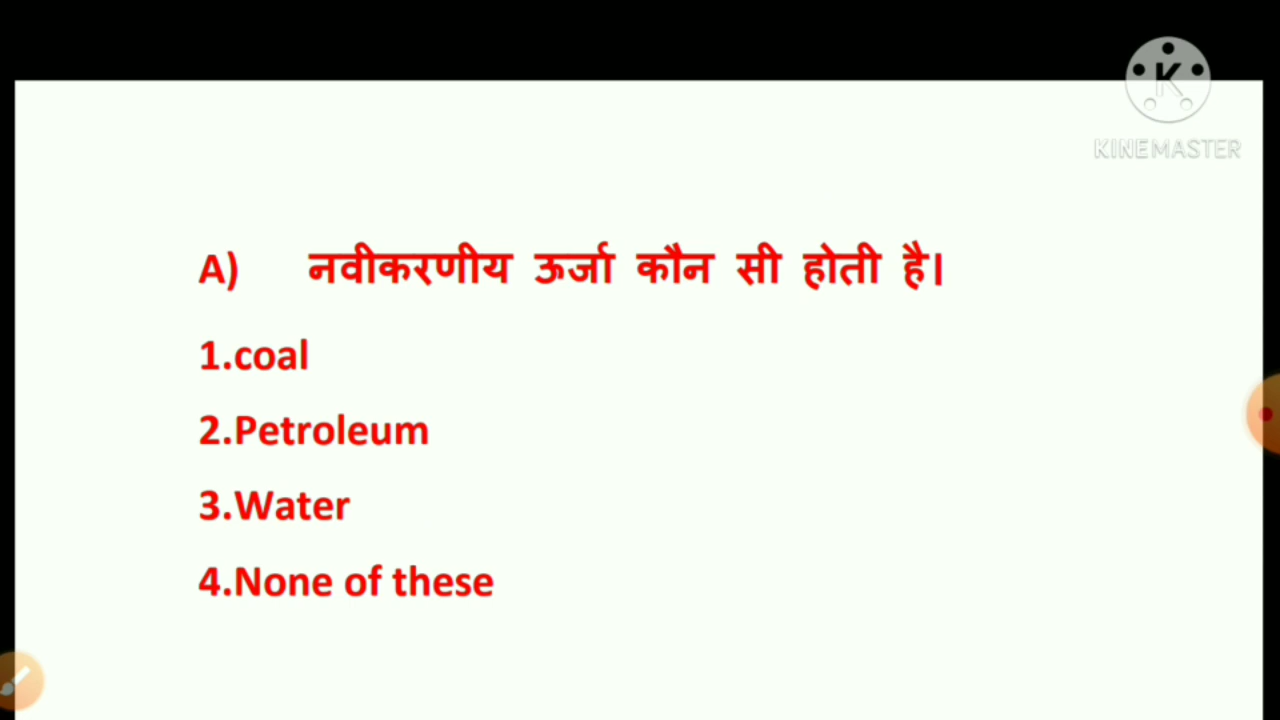 K
KINEMASTER
A) नवीकरणीय ऊर्जा कौन सी होती है।
1.coal
2.Petroleum
3.Water
4.None of these